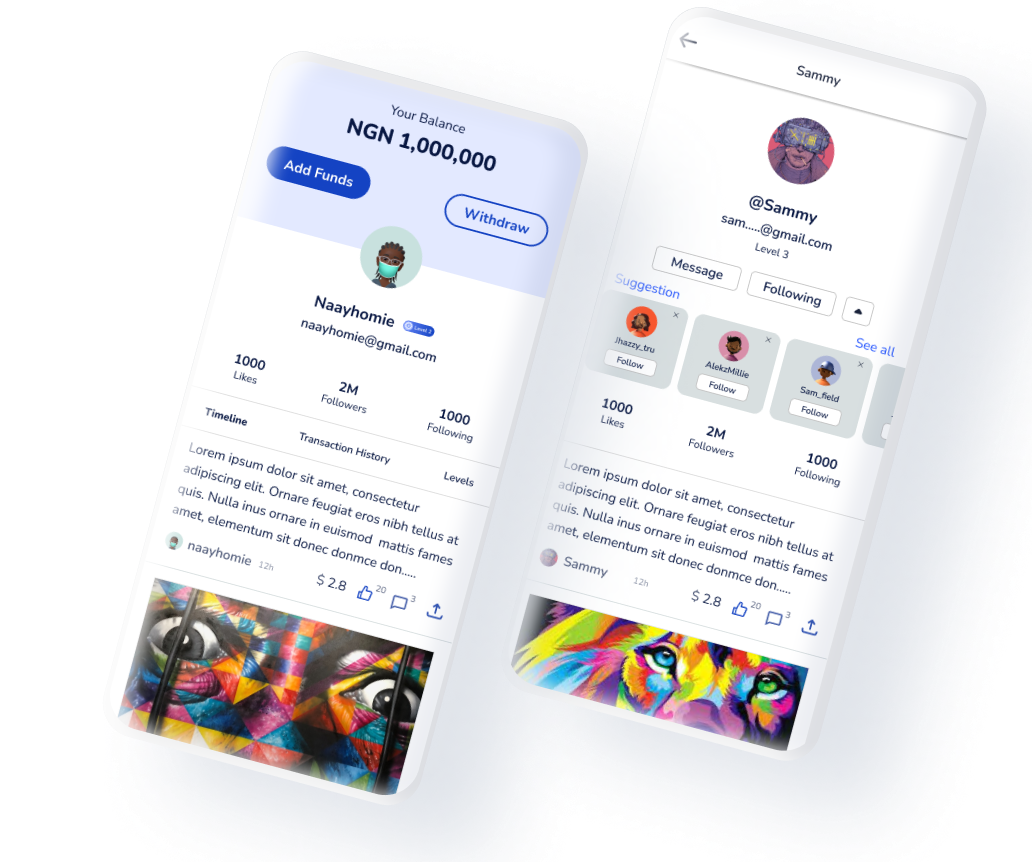 Your Balance
NGN 1,000,000
Add Funds
Withdraw
Naayhomie
Level 3
naayhomie@gmail.com
1000
Likes
2M
Followers
1000
Following
Timeline
Transaction History
Levels
Lorem ipsum dolor sit amet, consectetur
adipiscing elit. Ornare feugiat eros nibh tellus at
quis. Nulla inus ornare in euismod mattis fames
amet, elementum sit donec donmce don.....
naayhomie 12h
$ 2.8 20 3
Sammy
@Sammy
sam.....@gmail.com
Level 3
Message
Following
Suggestion
See all
Jhazzy_tru
Follow
AlekzMillie
Follow
Sam_field
Follow
1000
Likes
2M
Followers
1000
Following
Lorem ipsum dolor sit amet, consectetur
adipiscing elit. Ornare feugiat eros nibh tellus at
quis. Nulla inus ornare in euismod mattis fames
amet, elementum sit donec donmce don.....
Sammy 12h
$ 2.8 20 3